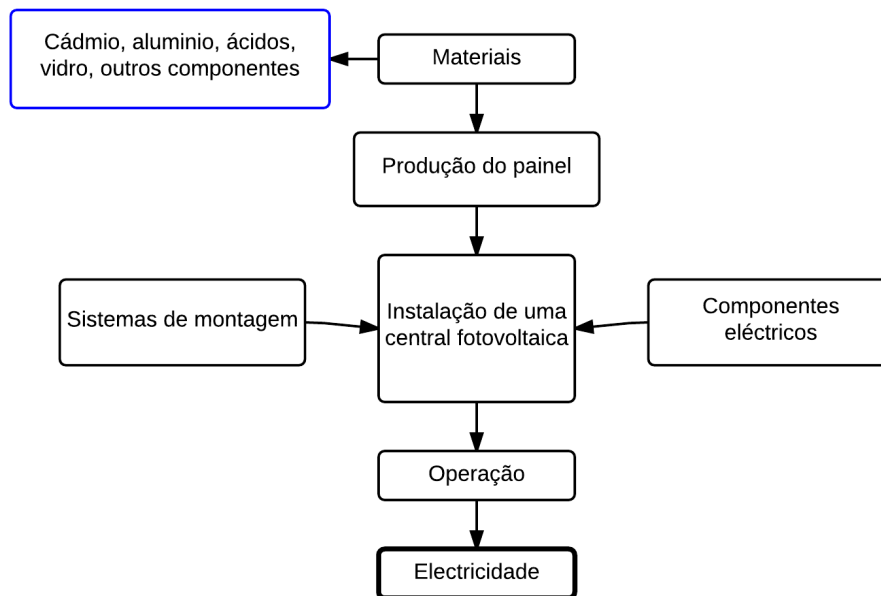 Cádmio, aluminio, ácidos,
vidro, outros componentes
Materiais
Produção do painel
Sistemas de montagem
Instalação de uma
central fotovoltaica
Componentes
eléctricos
Operação
Electricidade